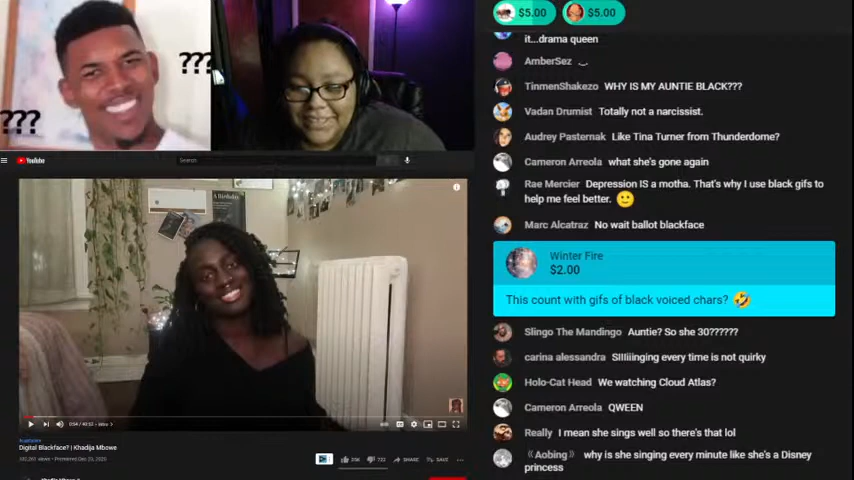 $5.00 $5.00
it...drama queen
AmberSez
TinmenShakezo WHY IS MY AUNTIE BLACK???
Vadan Drumist Totally not a narcissist.
Audrey Pasternak Like Tina Turner from Thunderdome?
Cameron Arreola what she's gone again
Rae Mercier Depression IS a motha. That's why I use black gifs to
help me feel better. 🙂
Marc Alcatraz No wait ballot blackface
Winter Fire
$2.00
This count with gifs of black voiced chars? 🤣
Slingo The Mandingo Auntie? So she 30??????
carina alessandra SIIIiiinging every time is not quirky
Holo-Cat Head We watching Cloud Atlas?
Cameron Arreola QWEEN
Really I mean she sings well so there's that lol
《Aobing》 why is she singing every minute like she's a Disney
princess
???
???
YouTube
Search
Digital Blackface? | Khadija Mbowe
SHARE
SAVE